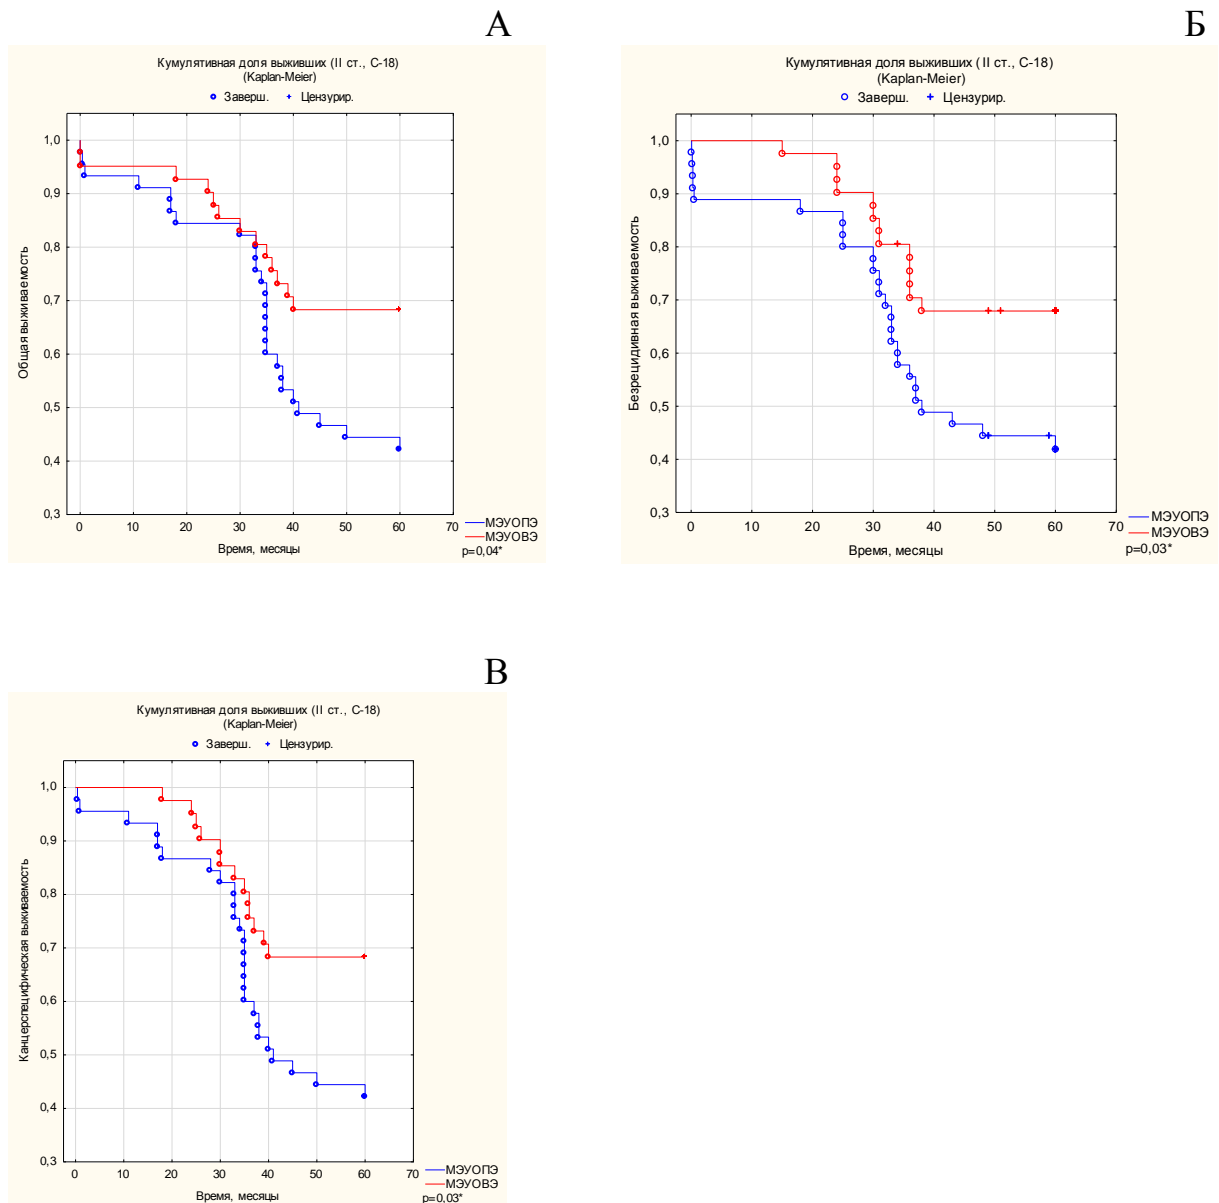 А
Кумулятивная доля выживших (II ст., С-18)
(Kaplan-Meier)
Заверш. Цензурир.
Общая выживаемость
1,0
0,9
0,8
0,7
0,6
0,5
0,4
0,3
0 10 20 30 40 50 60 70
Время, месяцы
МЭУОПЭ
МЭУОВЭ
p=0,04*
Б
Кумулятивная доля выживших (II ст., С-18)
(Kaplan-Meier)
Заверш. Цензурир.
Безрецидивная выживаемость
1,0
0,9
0,8
0,7
0,6
0,5
0,4
0,3
0 10 20 30 40 50 60 70
Время, месяцы
МЭУОПЭ
МЭУОВЭ
p=0,03*
В
Кумулятивная доля выживших (II ст., С-18)
(Kaplan-Meier)
Заверш. Цензурир.
Канцерспецифическая выживаемость
1,0
0,9
0,8
0,7
0,6
0,5
0,4
0,3
0 10 20 30 40 50 60 70
Время, месяцы
МЭУОПЭ
МЭУОВЭ
p=0,03*